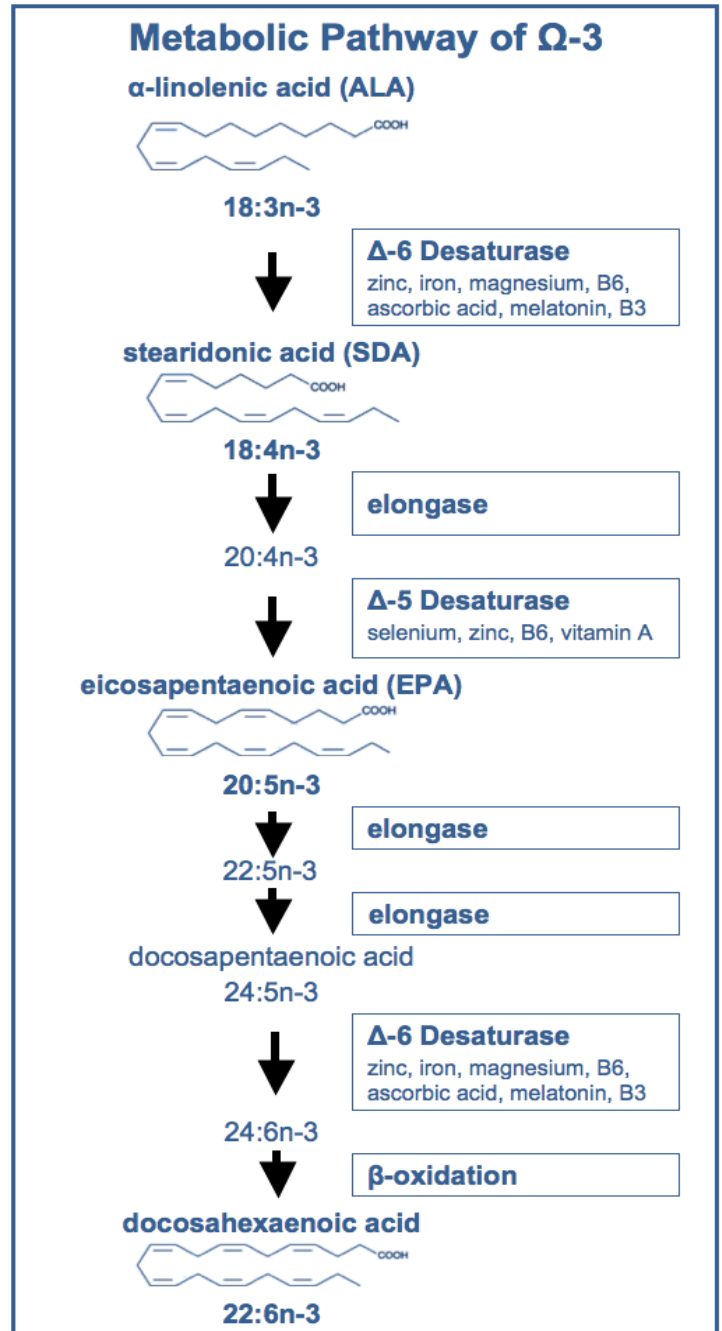 Metabolic Pathway of Ω-3
α-linolenic acid (ALA)
COOH
18:3n-3
Δ-6 Desaturase
zinc, iron, magnesium, B6,
ascorbic acid, melatonin, B3
stearidonic acid (SDA)
COOH
18:4n-3
elongase
20:4n-3
Δ-5 Desaturase
selenium, zinc, B6, vitamin A
eicosapentaenoic acid (EPA)
COOH
20:5n-3
elongase
22:5n-3
elongase
docosapentaenoic acid
24:5n-3
Δ-6 Desaturase
zinc, iron, magnesium, B6,
ascorbic acid, melatonin, B3
24:6n-3
β-oxidation
docosahexaenoic acid
COOH
22:6n-3